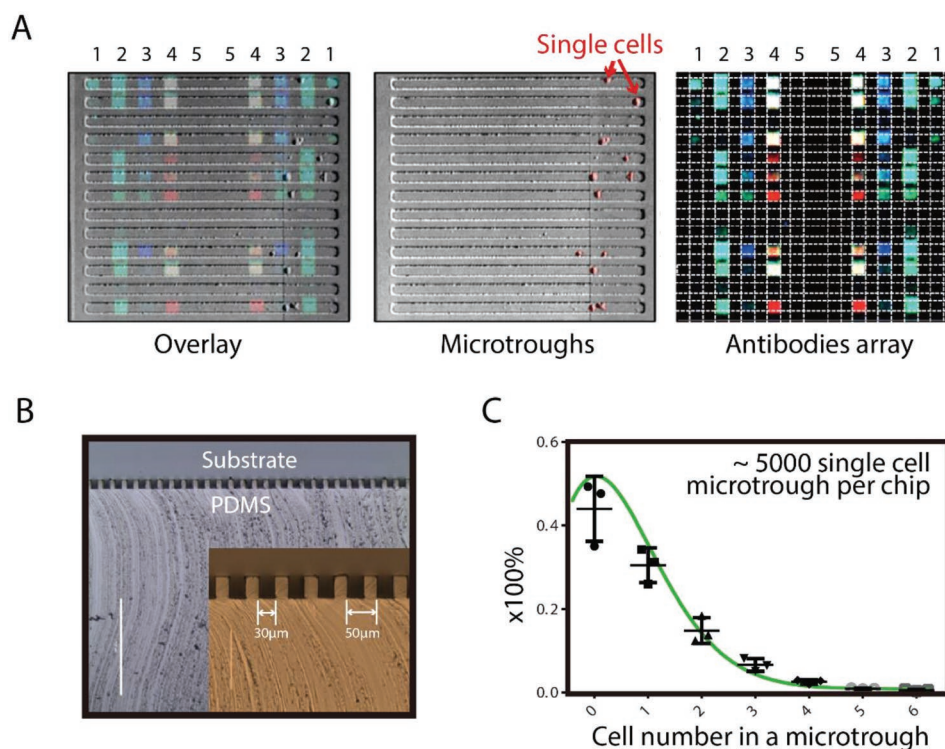 A
1 2 3 4 5 5 4 3 2 1
Single cells
1 2 3 4 5 5 4 3 2 1
Overlay
Microtroughs
Antibodies array
B
Substrate
PDMS
30μm
50μm
C
0.6
~ 5000 single cell
microtrough per chip
0.4
x100%
0.2
0.0
0 1 2 3 4 5 6
Cell number in a microtrough